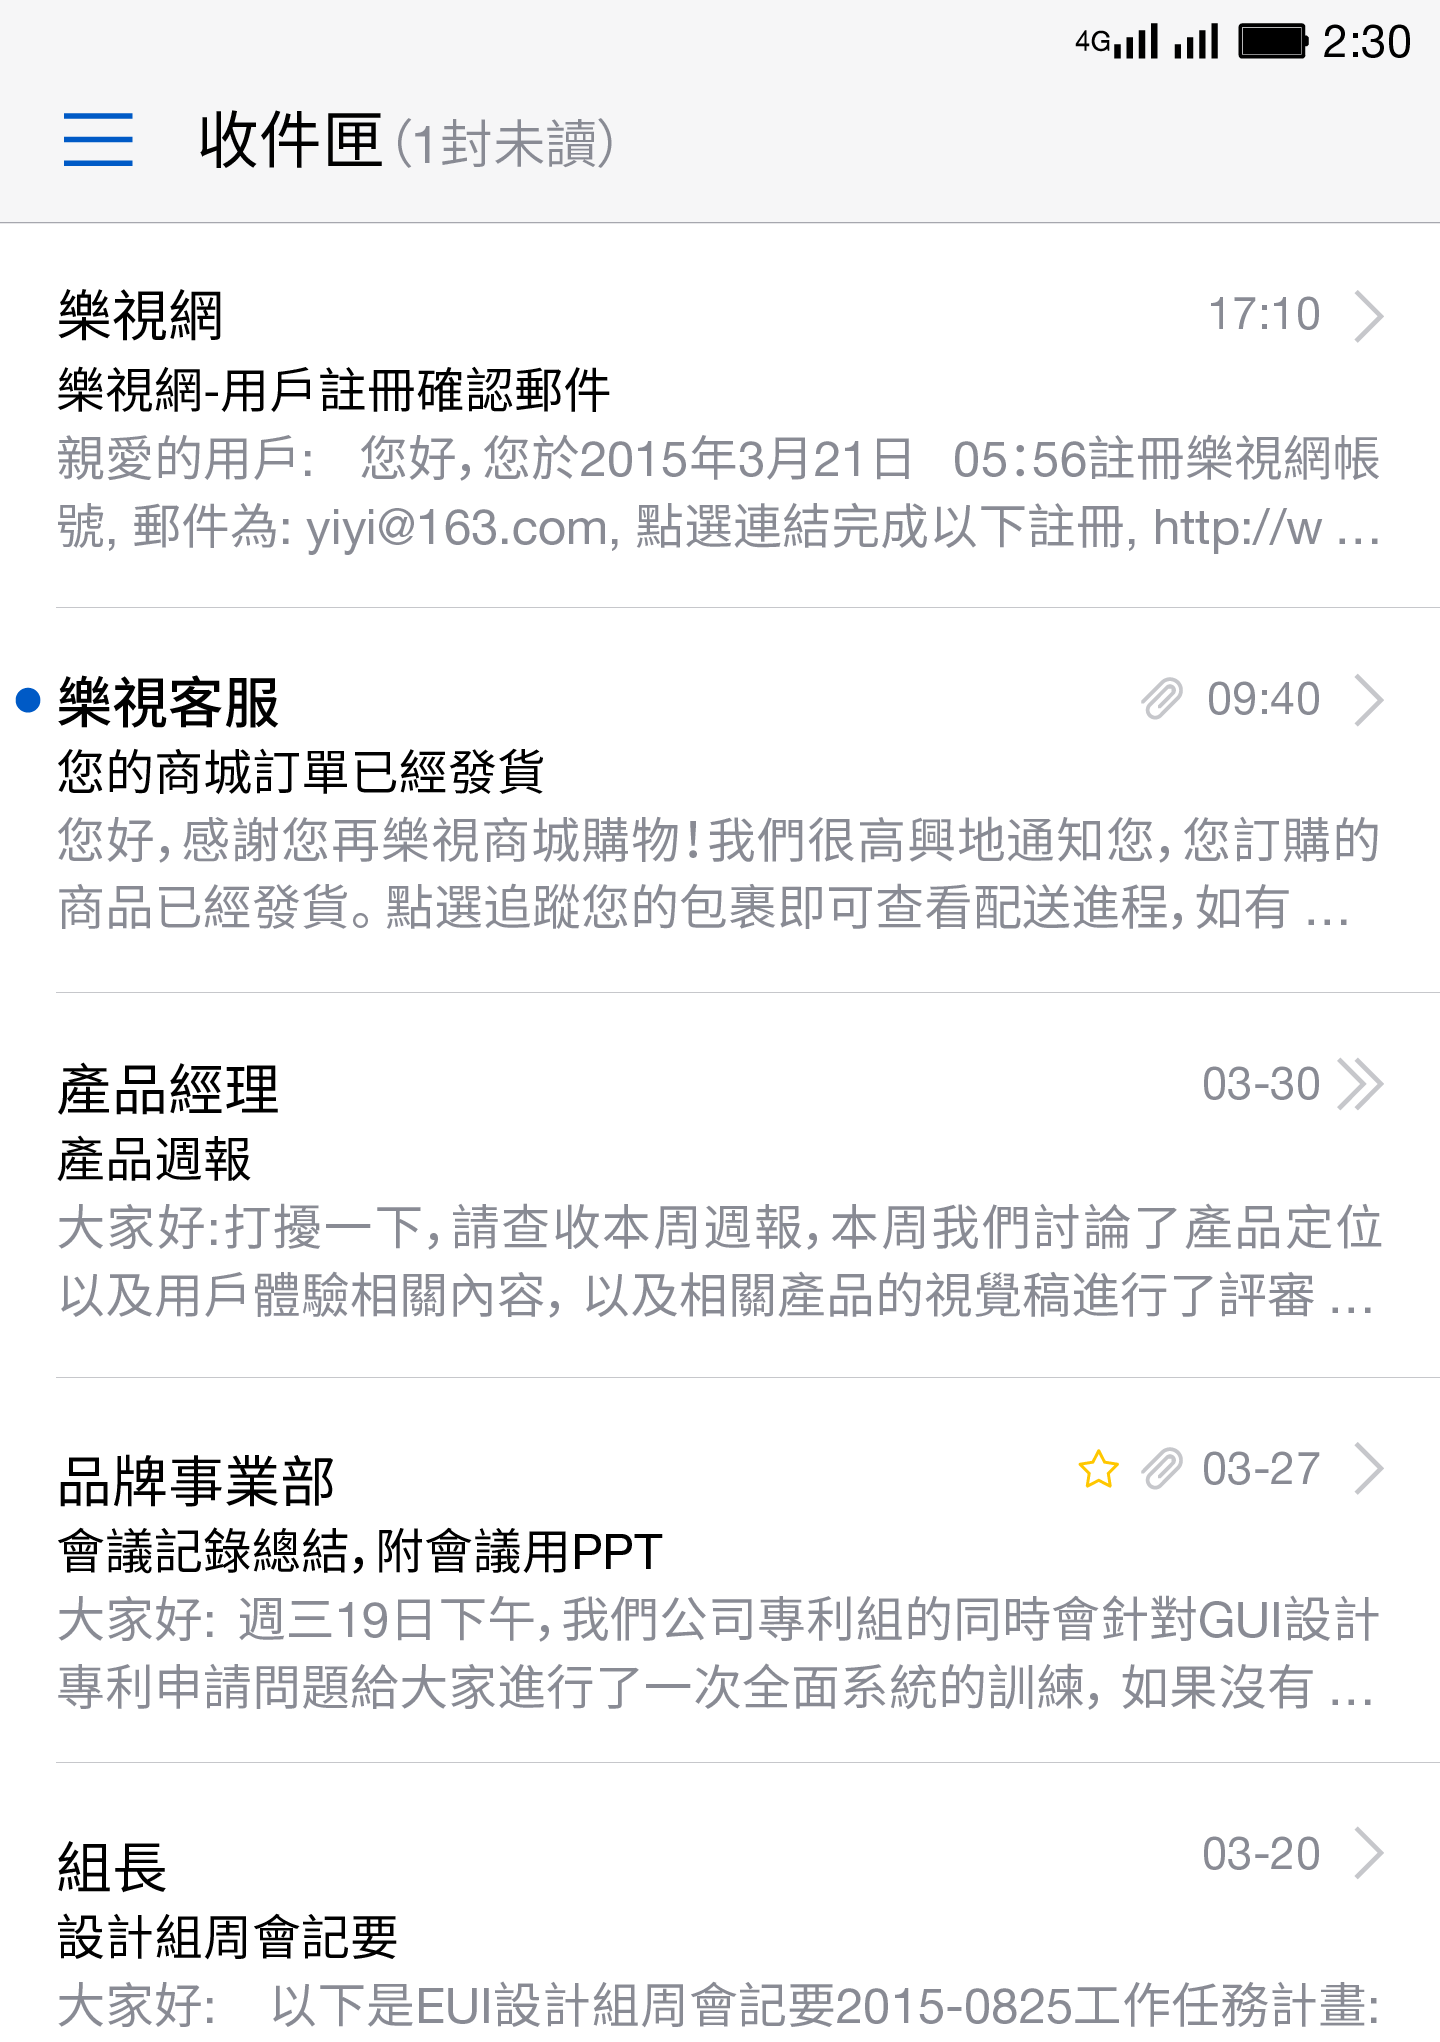 4G 2:30
收件匣(1封未讀)
樂視網 17:10
樂視網-用戶註冊確認郵件
親愛的用戶: 您好,您於2015年3月21日 05:56註冊樂視網帳
號, 郵件為: yiyi@163.com, 點選連結完成以下註冊, http://w ...
樂視客服 09:40
您的商城訂單已經發貨
您好,感謝您再樂視商城購物!我們很高興地通知您,您訂購的
商品已經發貨。點選追蹤您的包裹即可查看配送進程,如有 ...
產品經理 03-30
產品週報
大家好:打擾一下,請查收本周週報,本周我們討論了產品定位
以及用戶體驗相關內容, 以及相關產品的視覺稿進行了評審 ...
品牌事業部 03-27
會議記錄總結,附會議用PPT
大家好: 週三19日下午,我們公司專利組的同時會針對GUI設計
專利申請問題給大家進行了一次全面系統的訓練, 如果沒有 ...
組長 03-20
設計組周會記要
大家好: 以下是EUI設計組周會記要2015-0825工作任務計畫: